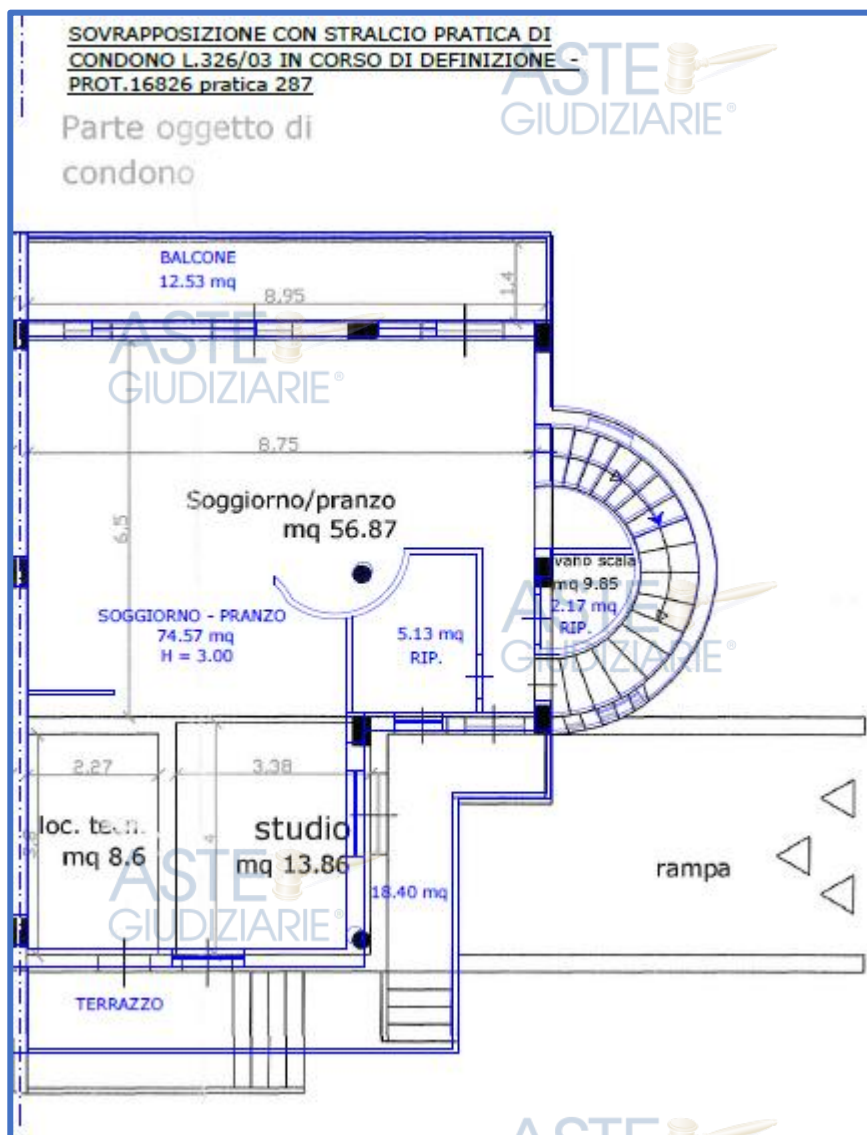 SOVRAPPOSIZIONE CON STRALCIO PRATICA DI
CONDONO L.326/03 IN CORSO DI DEFINIZIONE -
PROT.16826 pratica 287
ASTE
GIUDIZIARIE®
Parte oggetto di
condono
BALCONE
12.53 mq
8,95
1,4
ASTE
GIUDIZIARIE®
8,75
Soggiorno/pranzo
mq 56.87
6,5
vano scala
mq 9.85
2.17 mq
RIP.
ASTE
GIUDIZIARIE®
SOGGIORNO - PRANZO
74.57 mq
H = 3.00
5.13 mq
RIP.
2,27
3,38
loc. tecn.
mq 8.6
4
studio
mq 13.86
rampa
ASTE
GIUDIZIARIE®
18.40 mq
TERRAZZO
ASTE